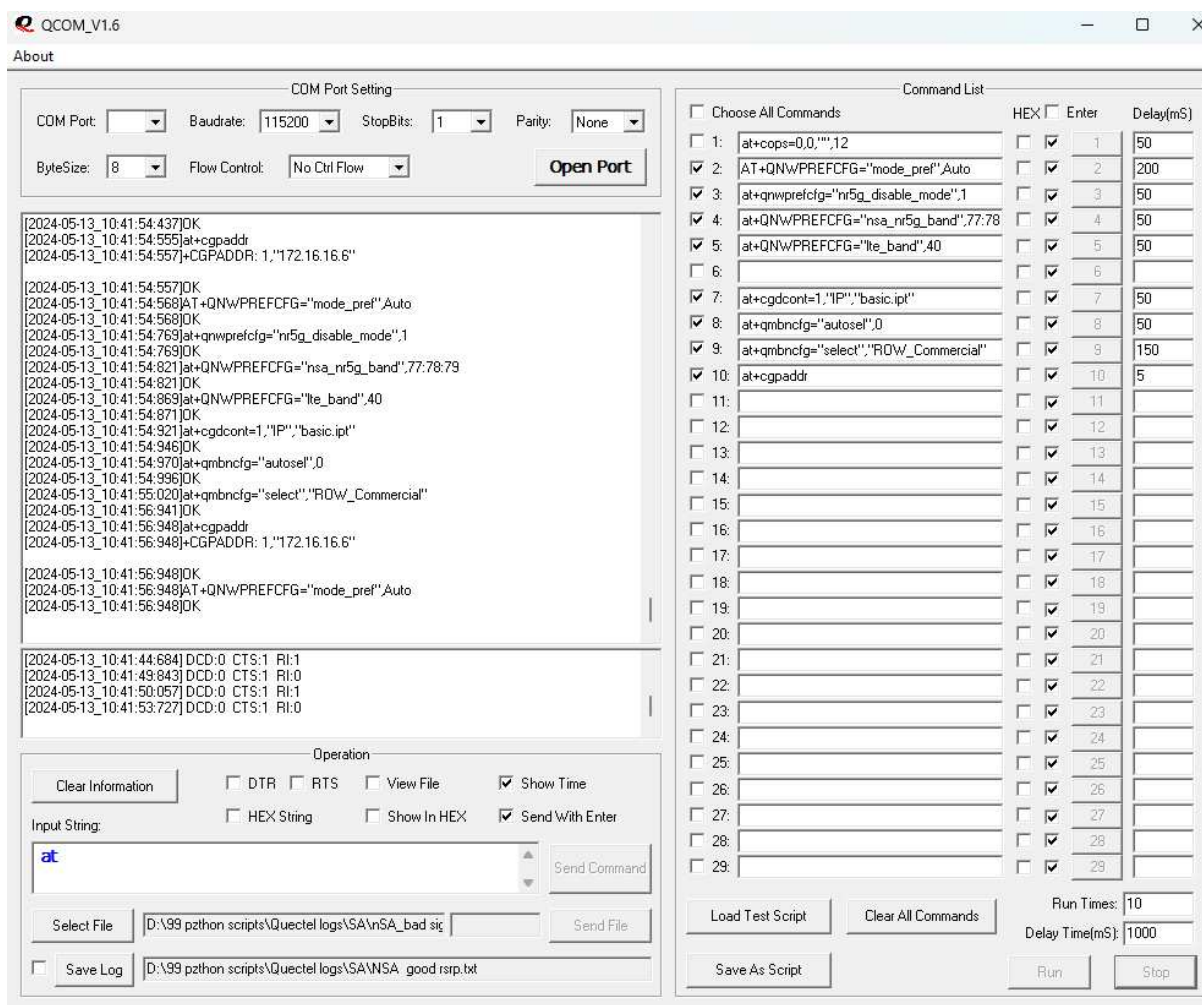 QCOM_V1.6
About
COM Port Setting
COM Port:
Baudrate: 115200
StopBits: 1
Parity: None
ByteSize: 8
Flow Control: No Ctrl Flow
Open Port
[2024-05-13_10:41:54:437]OK
[2024-05-13_10:41:54:555]at+cgpaddr
[2024-05-13_10:41:54:557]+CGPADDR: 1,"172.16.16.6"
[2024-05-13_10:41:54:557]OK
[2024-05-13_10:41:54:568]AT+QNWPREFCFG="mode_pref",Auto
[2024-05-13_10:41:54:568]OK
[2024-05-13_10:41:54:769]at+qnwprefcfg="nr5g_disable_mode",1
[2024-05-13_10:41:54:769]OK
[2024-05-13_10:41:54:821]at+QNWPREFCFG="nsa_nr5g_band",77:78:79
[2024-05-13_10:41:54:821]OK
[2024-05-13_10:41:54:869]at+QNWPREFCFG="lte_band",40
[2024-05-13_10:41:54:871]OK
[2024-05-13_10:41:54:921]at+cgdcont=1,"IP","basic.ipt"
[2024-05-13_10:41:54:946]OK
[2024-05-13_10:41:54:970]at+qmbncfg="autosel",0
[2024-05-13_10:41:54:996]OK
[2024-05-13_10:41:55:020]at+qmbncfg="select","ROW_Commercial"
[2024-05-13_10:41:56:941]OK
[2024-05-13_10:41:56:948]at+cgpaddr
[2024-05-13_10:41:56:948]+CGPADDR: 1,"172.16.16.6"
[2024-05-13_10:41:56:948]OK
[2024-05-13_10:41:56:948]AT+QNWPREFCFG="mode_pref",Auto
[2024-05-13_10:41:56:948]OK
[2024-05-13_10:41:44:684] DCD:0 CTS:1 RI:1
[2024-05-13_10:41:49:843] DCD:0 CTS:1 RI:0
[2024-05-13_10:41:50:057] DCD:0 CTS:1 RI:1
[2024-05-13_10:41:53:727] DCD:0 CTS:1 RI:0
Operation
Clear Information
DTR RTS View File Show Time
HEX String Show In HEX Send With Enter
Input String:
at
Send Command
Select File D:\99 pzthon scripts\Quectel logs\SA\nSA_bad sig Send File
Save Log D:\99 pzthon scripts\Quectel logs\SA\NSA good rsrp.txt
Command List
Choose All Commands HEX Enter Delay(mS)
1: at+cops=0,0,"",12 1 50
2: AT+QNWPREFCFG="mode_pref",Auto 2 200
3: at+qnwprefcfg="nr5g_disable_mode",1 3 50
4: at+QNWPREFCFG="nsa_nr5g_band",77:78 4 50
5: at+QNWPREFCFG="lte_band",40 5 50
6: 6
7: at+cgdcont=1,"IP","basic.ipt" 7 50
8: at+qmbncfg="autosel",0 8 50
9: at+qmbncfg="select","ROW_Commercial" 9 150
10: at+cgpaddr 10 5
11: 11
12: 12
13: 13
14: 14
15: 15
16: 16
17: 17
18: 18
19: 19
20: 20
21: 21
22: 22
23: 23
24: 24
25: 25
26: 26
27: 27
28: 28
29: 29
Load Test Script
Clear All Commands
Run Times: 10
Delay Time(mS): 1000
Save As Script
Run
Stop